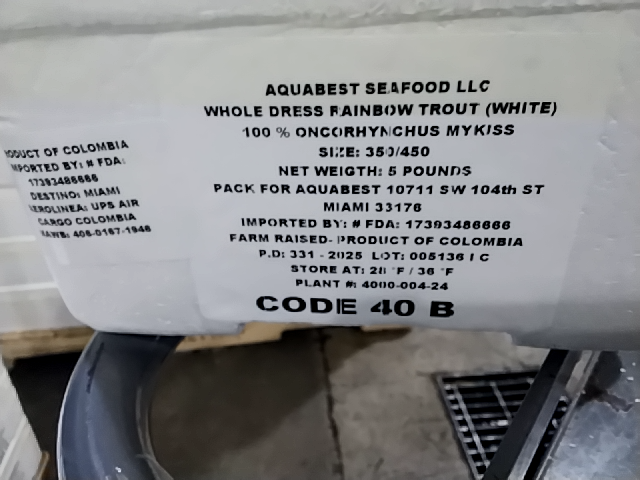 AQUABEST SEAFOOD LLC
WHOLE DRESS RAINBOW TROUT (WHITE)
100 % ONCORHYNCHUS MYKISS
SIZE: 350/450
NET WEIGTH: 5 POUNDS
PACK FOR AQUABEST 10711 SW 104th ST
MIAMI 33176
IMPORTED BY: # FDA: 17393486666
FARM RAISED- PRODUCT OF COLOMBIA
P.D: 331 - 2025 LOT: 005136 I C
STORE AT: 28 °F / 36 °F
PLANT #: 4000-004-24
CODE 40 B
ODUCT OF COLOMBIA
IMPORTED BY: # FDA:
17393486666
DESTINO: MIAMI
AEROLINEA: UPS AIR
CARGO COLOMBIA
HAWB: 406-0167-1946